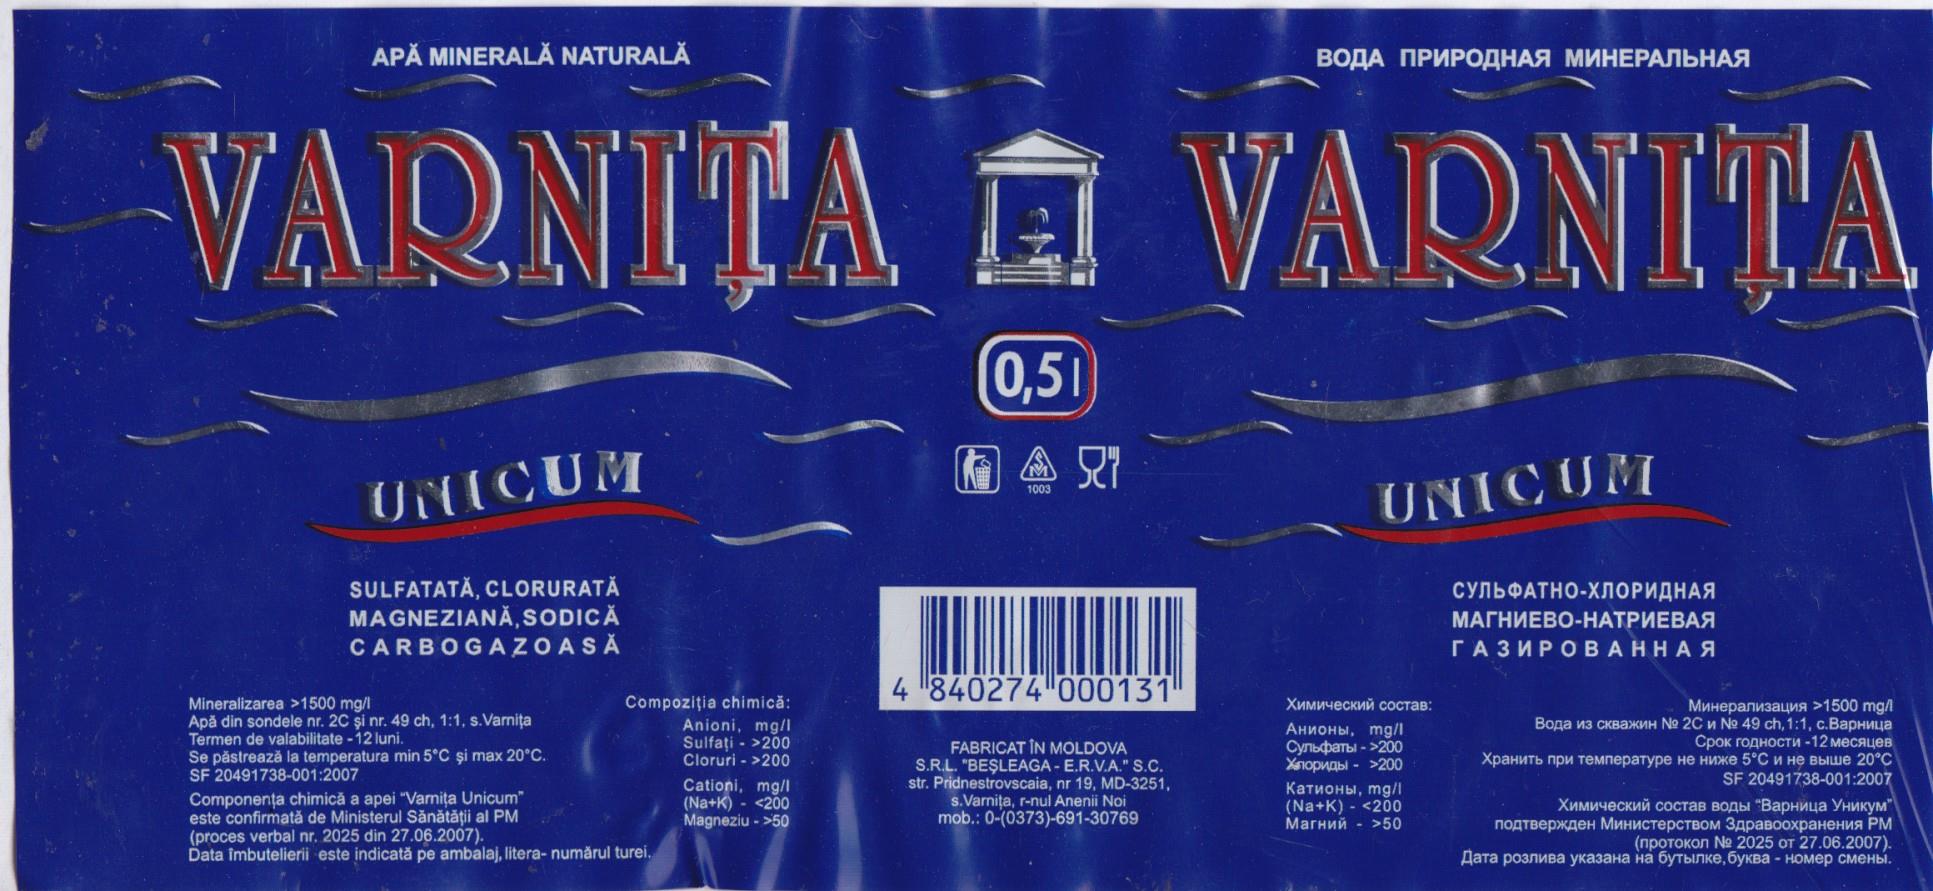 APĂ MINERALĂ NATURALĂ
VARNIȚA
UNICUM
SULFATATĂ, CLORURATĂ
MAGNEZIANĂ, SODICĂ
CARBOGAZOASĂ
Mineralizarea >1500 mg/l
Apă din sondele nr. 2C și nr. 49 ch, 1:1, s.Varnița
Termen de valabilitate -12 luni.
Se păstrează la temperatura min 5°C și max 20°C.
SF 20491738-001:2007
Componența chimică a apei “Varnița Unicum”
este confirmată de Ministerul Sănătății al PM
(proces verbal nr. 2025 din 27.06.2007).
Data îmbutelierii este indicată pe ambalaj, litera- numărul turei.
Compoziția chimică:
Anioni, mg/l
Sulfați - >200
Cloruri - >200
Cationi, mg/l
(Na+K) - <200
Magneziu - >50
0,5 l
SM
1003
4 840274 000131
FABRICAT ÎN MOLDOVA
S.R.L. "BEȘLEAGA - E.R.V.A." S.C.
str. Pridnestrovscaia, nr 19, MD-3251,
s.Varnița, r-nul Anenii Noi
mob.: 0-(0373)-691-30769
ВОДА ПРИРОДНАЯ МИНЕРАЛЬНАЯ
VARNIȚA
UNICUM
СУЛЬФАТНО-ХЛОРИДНАЯ
МАГНИЕВО-НАТРИЕВАЯ
ГАЗИРОВАННАЯ
Химический состав:
Анионы, mg/l
Сульфаты - >200
Хлориды - >200
Катионы, mg/l
(Na+K) - <200
Магний - >50
Минерализация >1500 mg/l
Вода из скважин № 2С и № 49 ch,1:1, с.Варница
Срок годности -12 месяцев
Хранить при температуре не ниже 5°С и не выше 20°С
SF 20491738-001:2007
Химический состав воды “Варница Уникум”
подтвержден Министерством Здравоохранения РМ
(протокол № 2025 от 27.06.2007).
Дата розлива указана на бутылке, буква - номер смены.